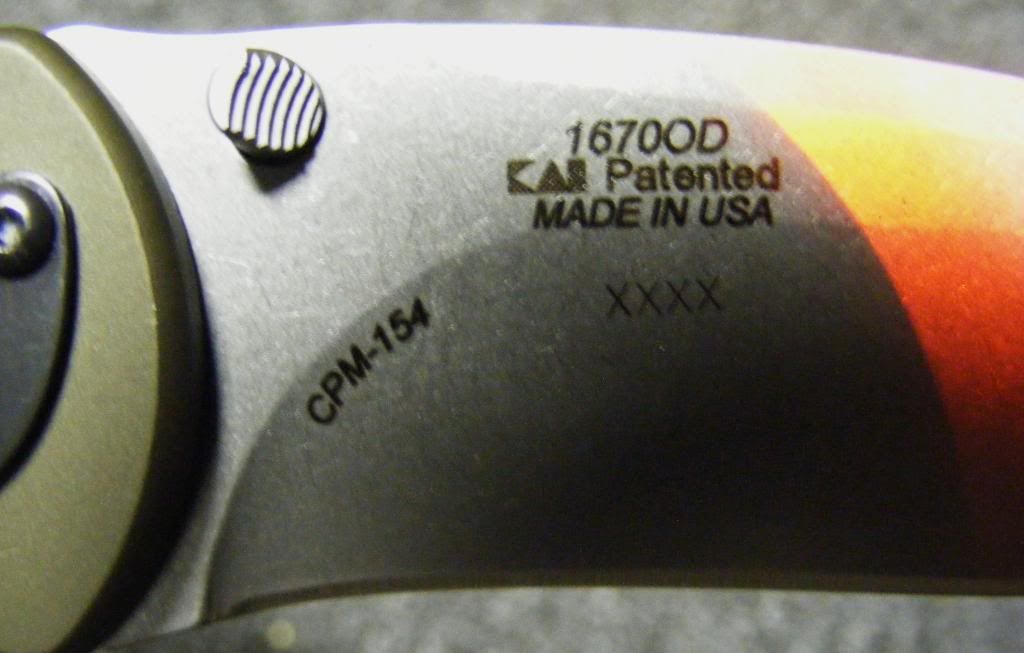 1670OD
KAI Patented
MADE IN USA
XXXX
CPM-154